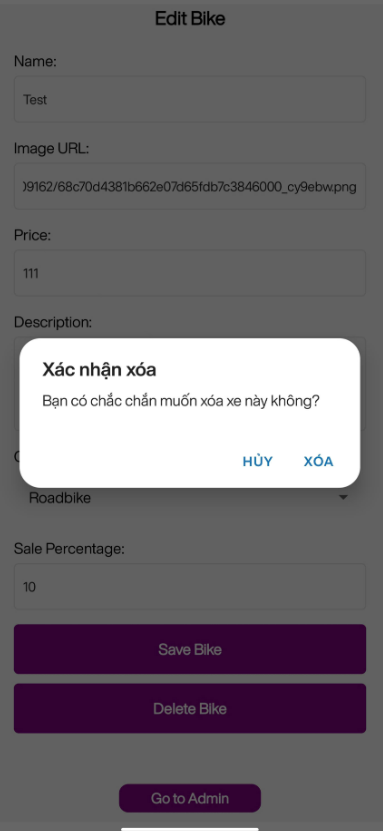 Edit Bike
Name:
Test
Image URL:
09162/68c70d4381b662e07d65fdb7c3846000_cy9ebw.png
Price:
111
Description:
Xác nhận xóa
Bạn có chắc chắn muốn xóa xe này không?
HỦY
XÓA
Roadbike
Sale Percentage:
10
Save Bike
Delete Bike
Go to Admin